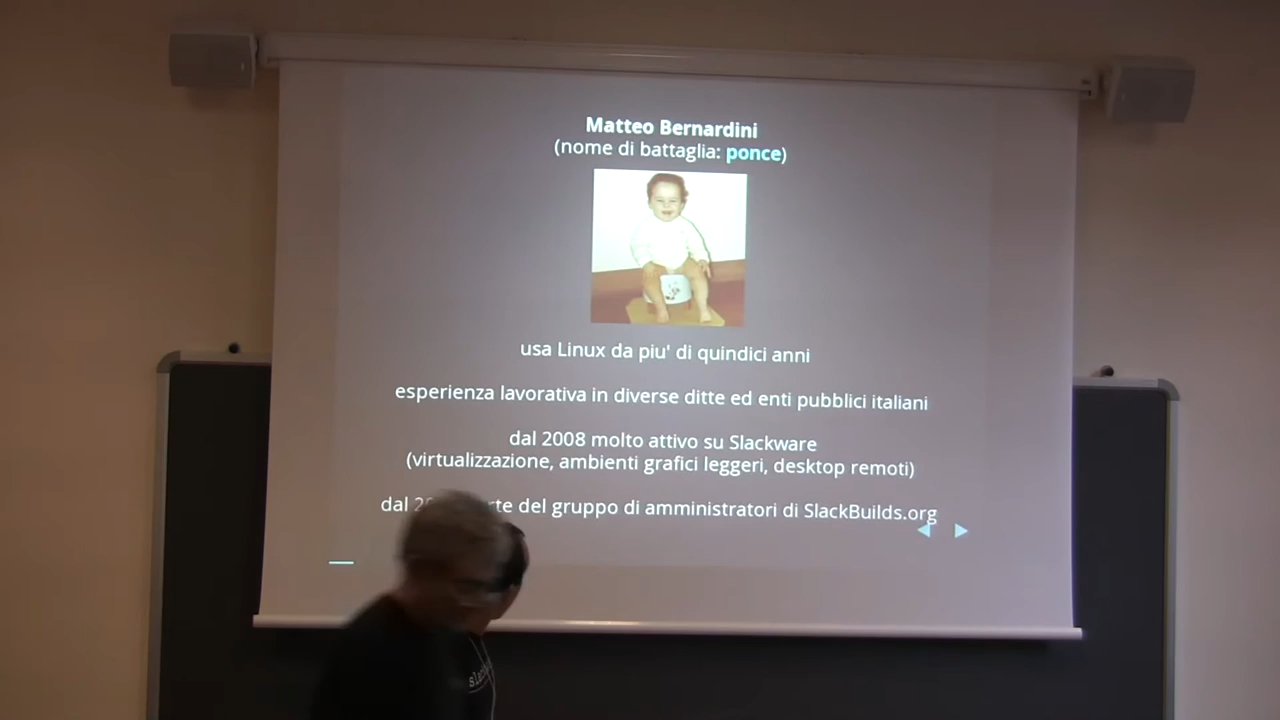 Matteo Bernardini
(nome di battaglia: ponce)
usa Linux da piu' di quindici anni
esperienza lavorativa in diverse ditte ed enti pubblici italiani
dal 2008 molto attivo su Slackware
(virtualizzazione, ambienti grafici leggeri, desktop remoti)
dal del gruppo di amministratori di SlackBuilds.org